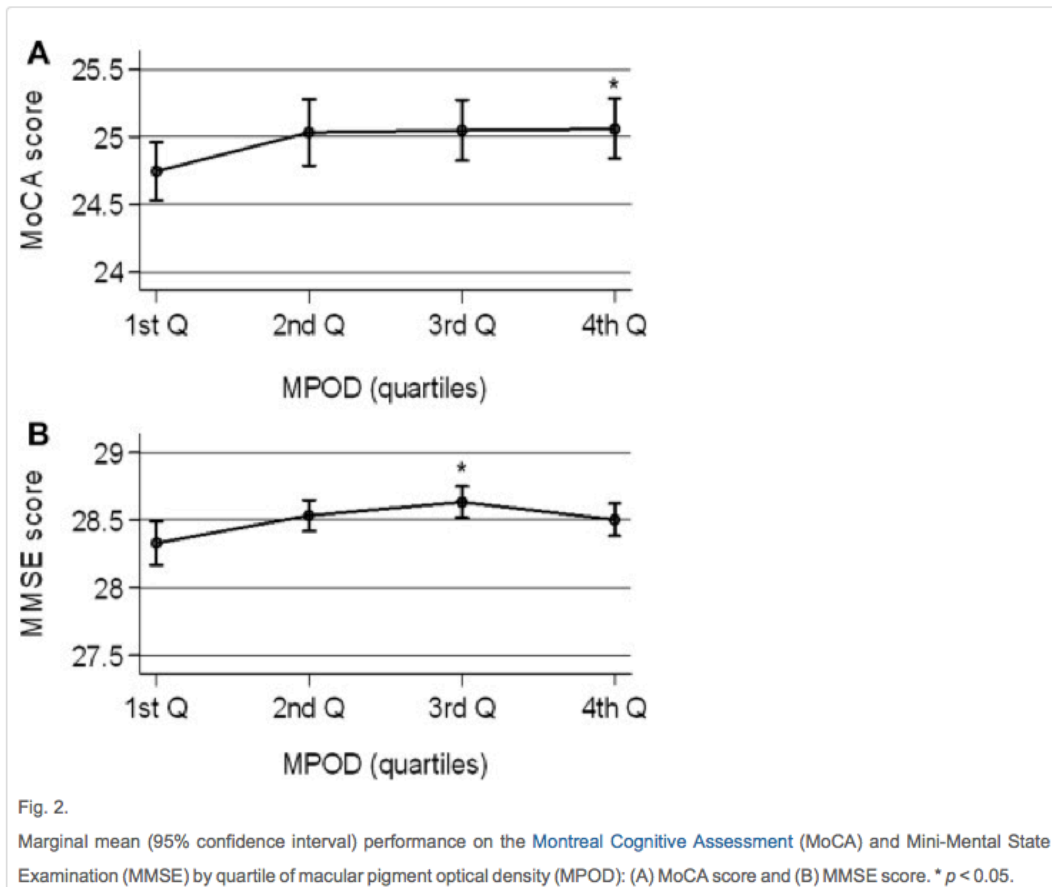 A
25.5
*
25
24.5
24
MoCA score
1st Q 2nd Q 3rd Q 4th Q
MPOD (quartiles)
B
29
*
28.5
28
27.5
MMSE score
1st Q 2nd Q 3rd Q 4th Q
MPOD (quartiles)
Fig. 2.
Marginal mean (95% confidence interval) performance on the Montreal Cognitive Assessment (MoCA) and Mini-Mental State
Examination (MMSE) by quartile of macular pigment optical density (MPOD): (A) MoCA score and (B) MMSE score. * p < 0.05.